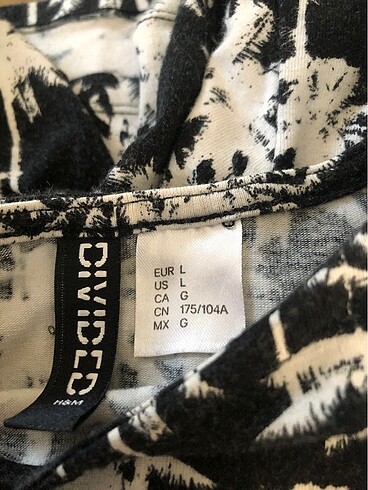 DIVIDED
H&M
EUR L
US L
CA G
CN 175/104A
MX G